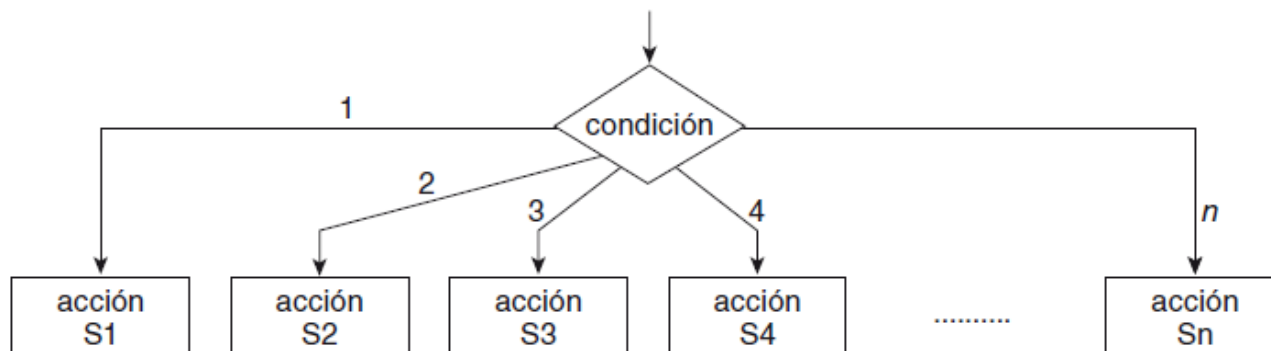 condición
1
2
3
4
n
acción
S1
acción
S2
acción
S3
acción
S4
..........
acción
Sn